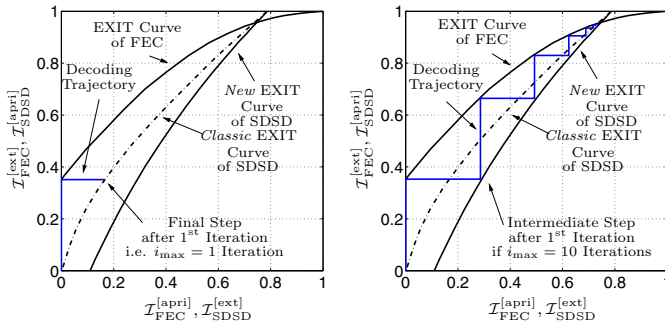 1
0.8
0.6
0.4
0.2
0
0
0.2
0.4
0.6
0.8
1
EXIT Curve
of FEC
Decoding
Trajectory
New EXIT
Curve
of SDSD
Classic EXIT
Curve
of SDSD
Final Step
after 1st Iteration
i.e. imax = 1 Iteration
I[ext]FEC, I[apri]SDSD
I[apri]FEC, I[ext]SDSD
1
0.8
0.6
0.4
0.2
0
0
0.2
0.4
0.6
0.8
1
EXIT Curve
of FEC
Decoding
Trajectory
New EXIT
Curve
of SDSD
Classic EXIT
Curve
of SDSD
Intermediate Step
after 1st Iteration
if imax = 10 Iterations
I[ext]FEC, I[apri]SDSD
I[apri]FEC, I[ext]SDSD